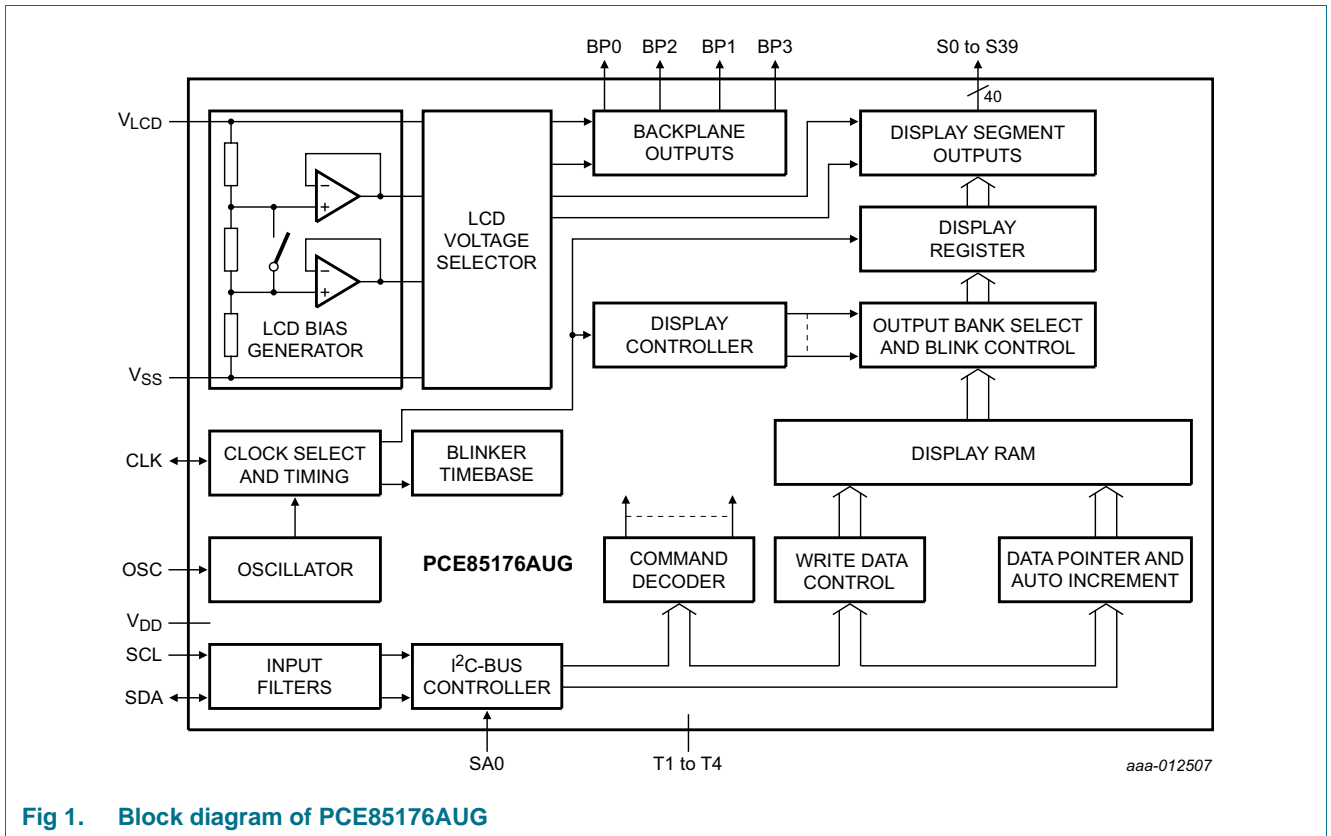 BP0 BP2 BP1 BP3 S0 to S39
40
VLCD
BACKPLANE
OUTPUTS
DISPLAY SEGMENT
OUTPUTS
−
+
LCD
VOLTAGE
SELECTOR
DISPLAY
REGISTER
−
+
LCD BIAS
GENERATOR
DISPLAY
CONTROLLER
OUTPUT BANK SELECT
AND BLINK CONTROL
VSS
CLK
CLOCK SELECT
AND TIMING
BLINKER
TIMEBASE
DISPLAY RAM
OSC
OSCILLATOR
PCE85176AUG
COMMAND
DECODER
WRITE DATA
CONTROL
DATA POINTER AND
AUTO INCREMENT
VDD
SCL
SDA
INPUT
FILTERS
I2C-BUS
CONTROLLER
SA0
T1 to T4
aaa-012507
Fig 1. Block diagram of PCE85176AUG